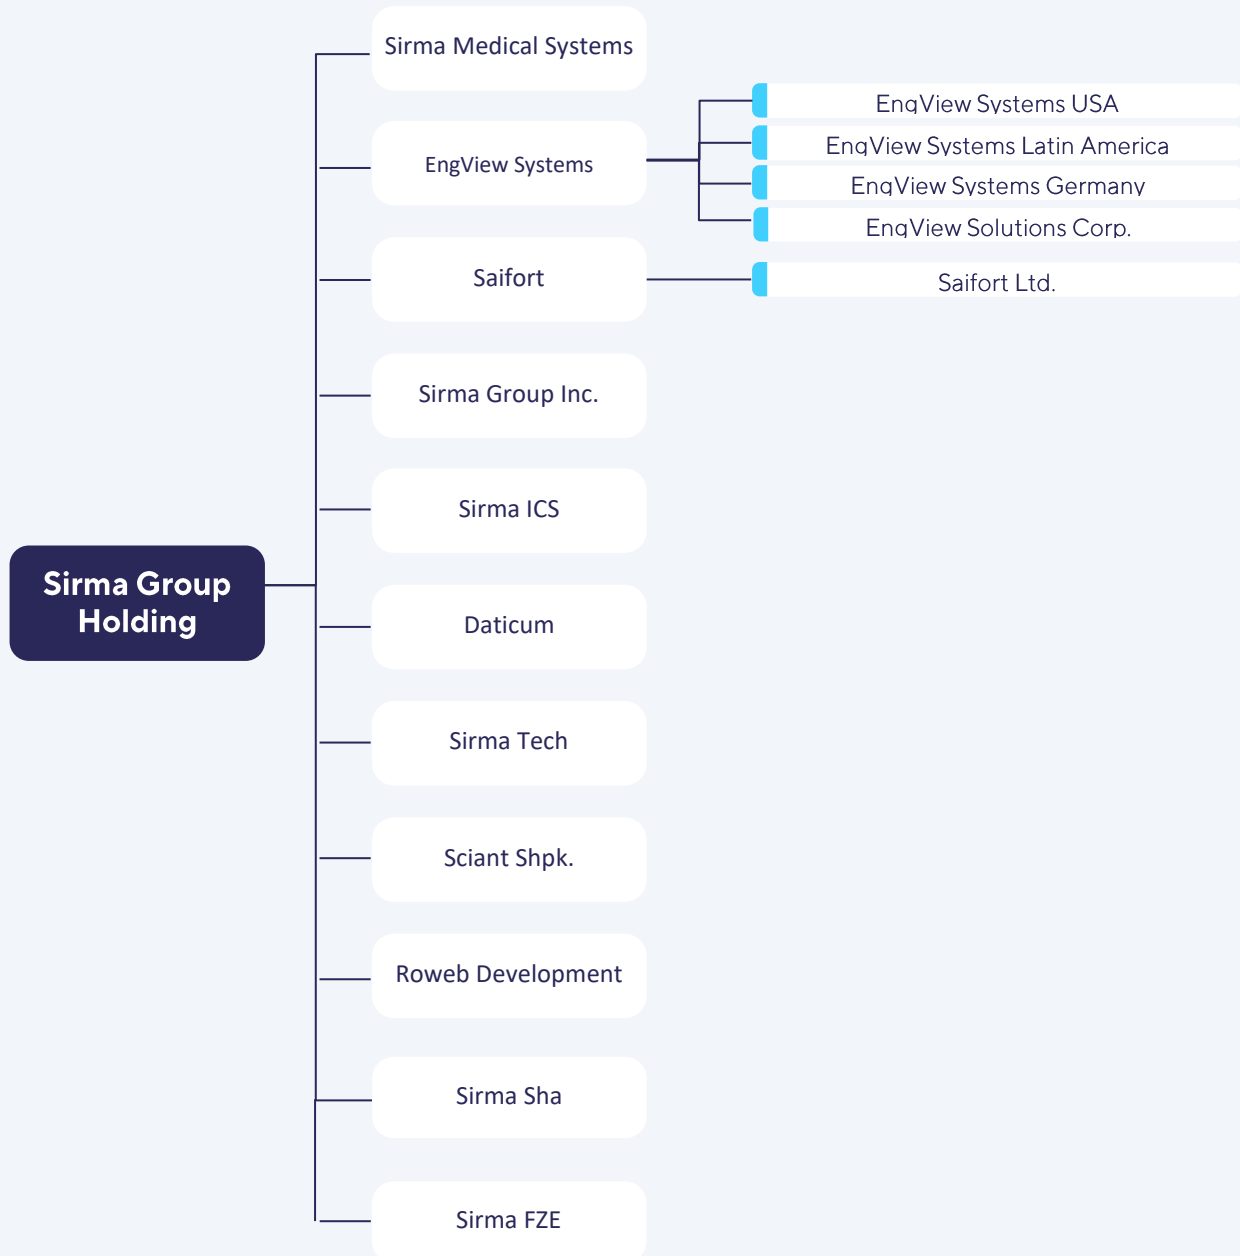 Sirma Medical Systems
EngView Systems
EngView Systems USA
EngView Systems Latin America
EngView Systems Germany
EngView Solutions Corp.
Saifort
Saifort Ltd.
Sirma Group Inc.
Sirma ICS
Sirma Group
Holding
Daticum
Sirma Tech
Sciant Shpk.
Roweb Development
Sirma Sha
Sirma FZE